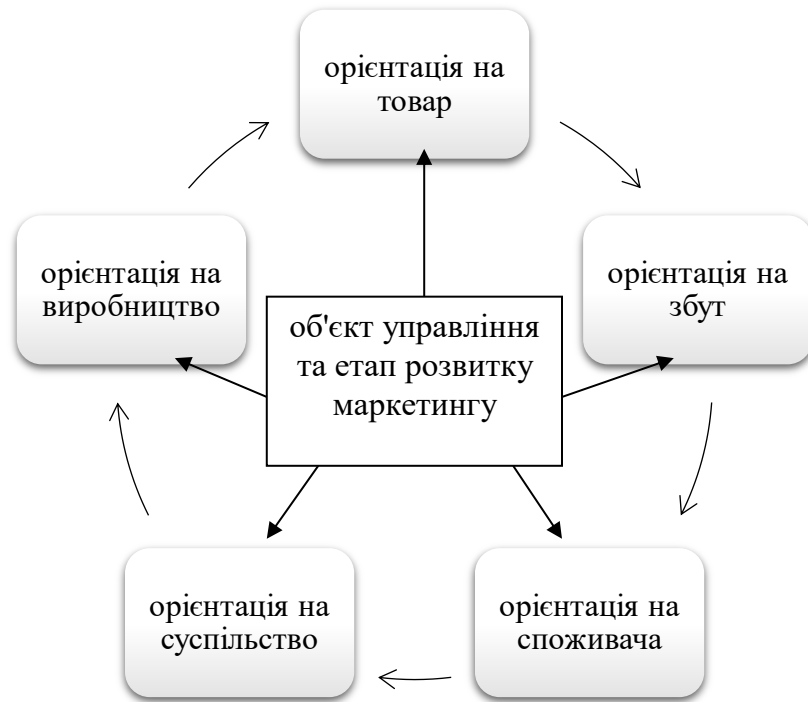 орієнтація на
товар
орієнтація на
виробництво
орієнтація на
збут
об'єкт управління
та етап розвитку
маркетингу
орієнтація на
суспільство
орієнтація на
споживача